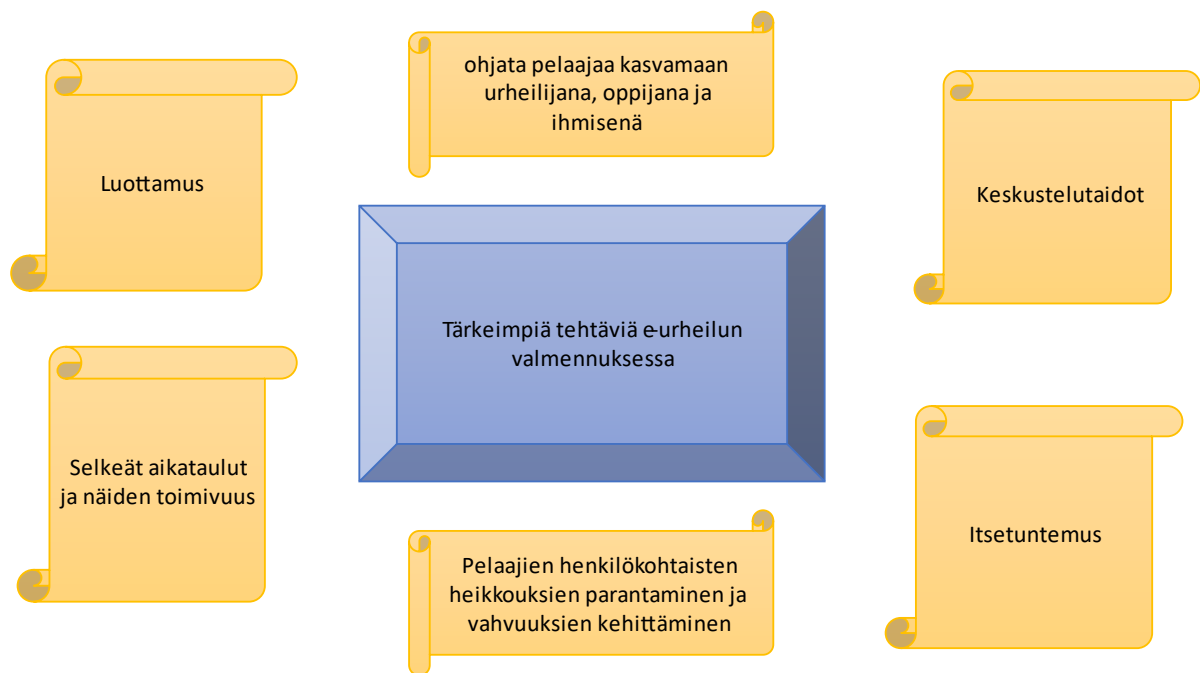 ohjata pelaajaa kasvamaan
urheilijana, oppijana ja
ihmisenä
Luottamus
Keskustelutaidot
Tärkeimpiä tehtäviä e-urheilun
valmennuksessa
Selkeät aikataulut
ja näiden toimivuus
Itsetuntemus
Pelaajien henkilökohtaisten
heikkouksien parantaminen ja
vahvuuksien kehittäminen